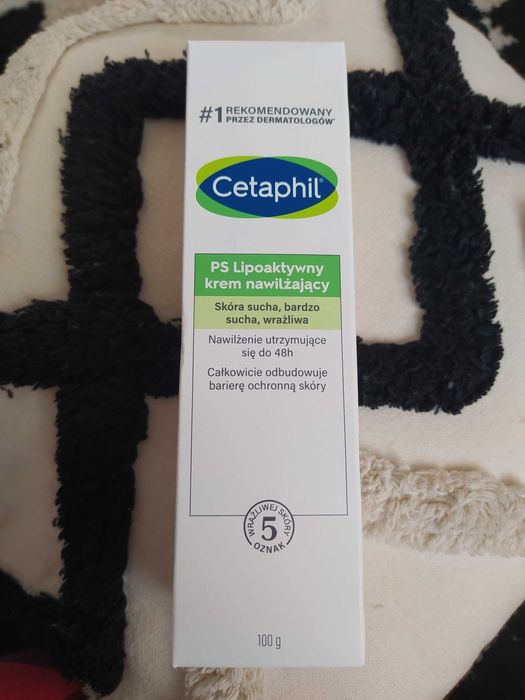 #1 REKOMENDOWANY
PRZEZ DERMATOLOGÓW*
Cetaphil®
PS Lipoaktywny
krem nawilżający
Skóra sucha, bardzo
sucha, wrażliwa
Nawilżenie utrzymujące
się do 48h
Całkowicie odbudowuje
barierę ochronną skóry
WRAŻLIWEJ SKÓRY
5
OZNAK
100 g